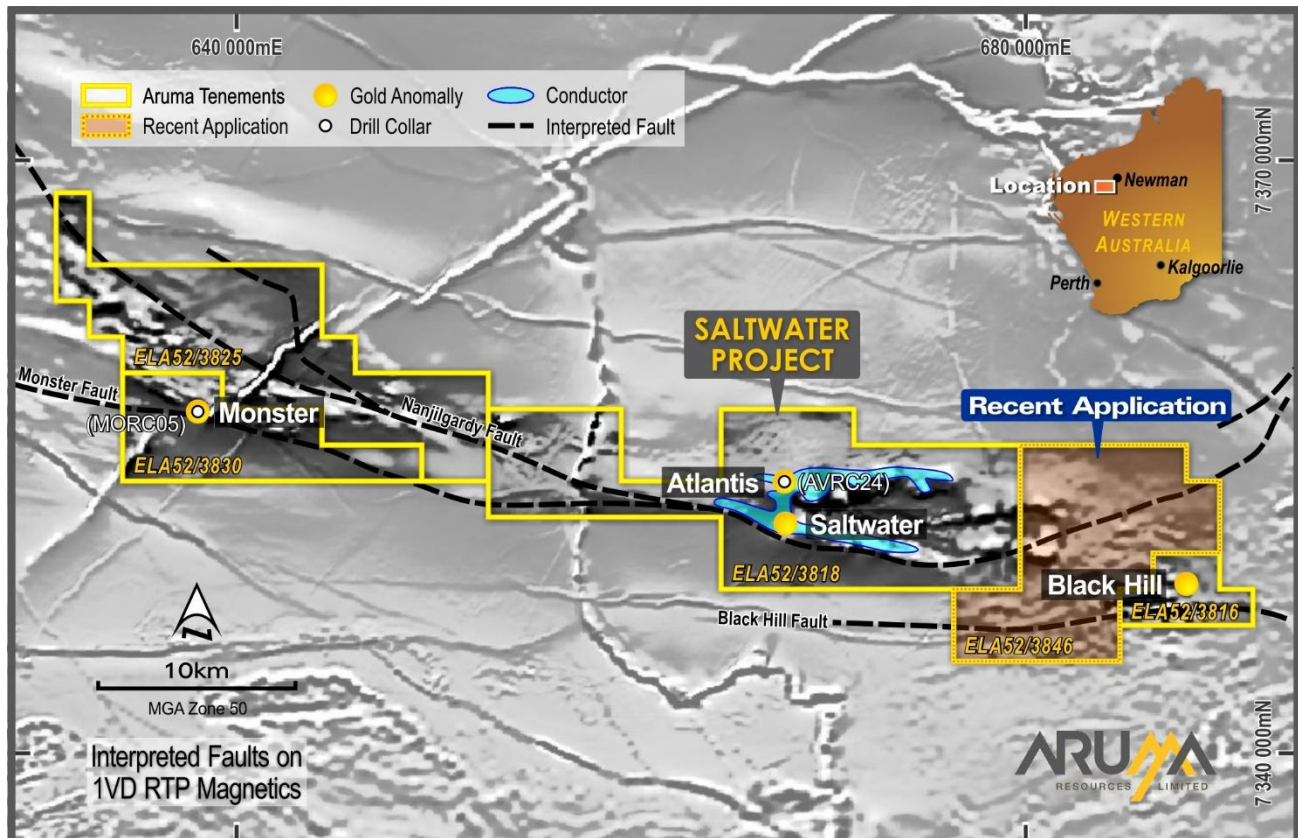 640 000mE
680 000mE
Aruma Tenements
Gold Anomally
Conductor
Recent Application
Drill Collar
Interpreted Fault
7 370 000mN
Location
Newman
WESTERN
AUSTRALIA
Kalgoorlie
Perth
ELA52/3825
Monster Fault
(MORC05)
Monster
Nanjilgardy Fault
ELA52/3830
SALTWATER
PROJECT
Recent Application
Atlantis
(AVRC24)
Saltwater
ELA52/3818
Black Hill
ELA52/3816
Black Hill Fault
ELA52/3846
N
10km
MGA Zone 50
Interpreted Faults on
1VD RTP Magnetics
ARUMA
RESOURCES LIMITED
7 340 000mN